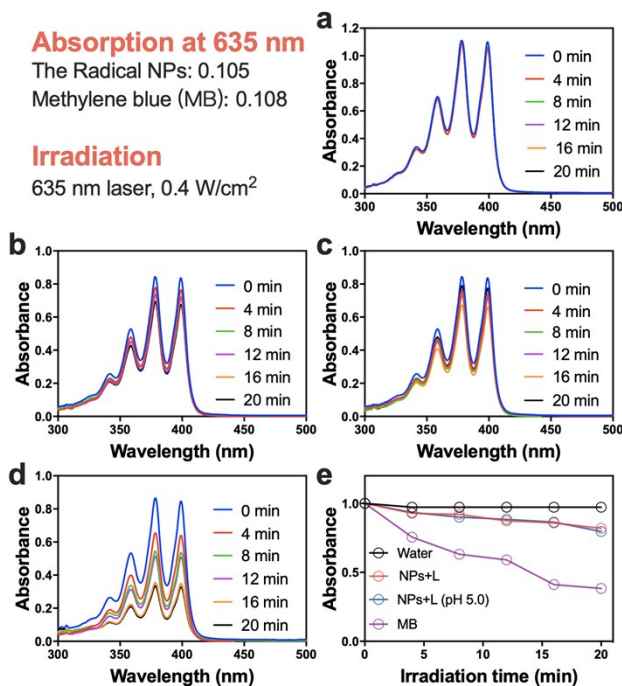 Absorption at 635 nm
The Radical NPs: 0.105
Methylene blue (MB): 0.108
Irradiation
635 nm laser, 0.4 W/cm²
a
Absorbance
1.2
1.0
0.8
0.6
0.4
0.2
0.0
300 350 400 450 500
Wavelength (nm)
0 min
4 min
8 min
12 min
16 min
20 min
b
Absorbance
1.0
0.8
0.6
0.4
0.2
0.0
300 350 400 450 500
Wavelength (nm)
0 min
4 min
8 min
12 min
16 min
20 min
c
Absorbance
1.0
0.8
0.6
0.4
0.2
0.0
300 350 400 450 500
Wavelength (nm)
0 min
4 min
8 min
12 min
16 min
20 min
d
Absorbance
1.0
0.8
0.6
0.4
0.2
0.0
300 350 400 450 500
Wavelength (nm)
0 min
4 min
8 min
12 min
16 min
20 min
e
Absorbance
1.0
0.5
0.0
0 5 10 15 20
Irradiation time (min)
Water
NPs+L
NPs+L (pH 5.0)
MB